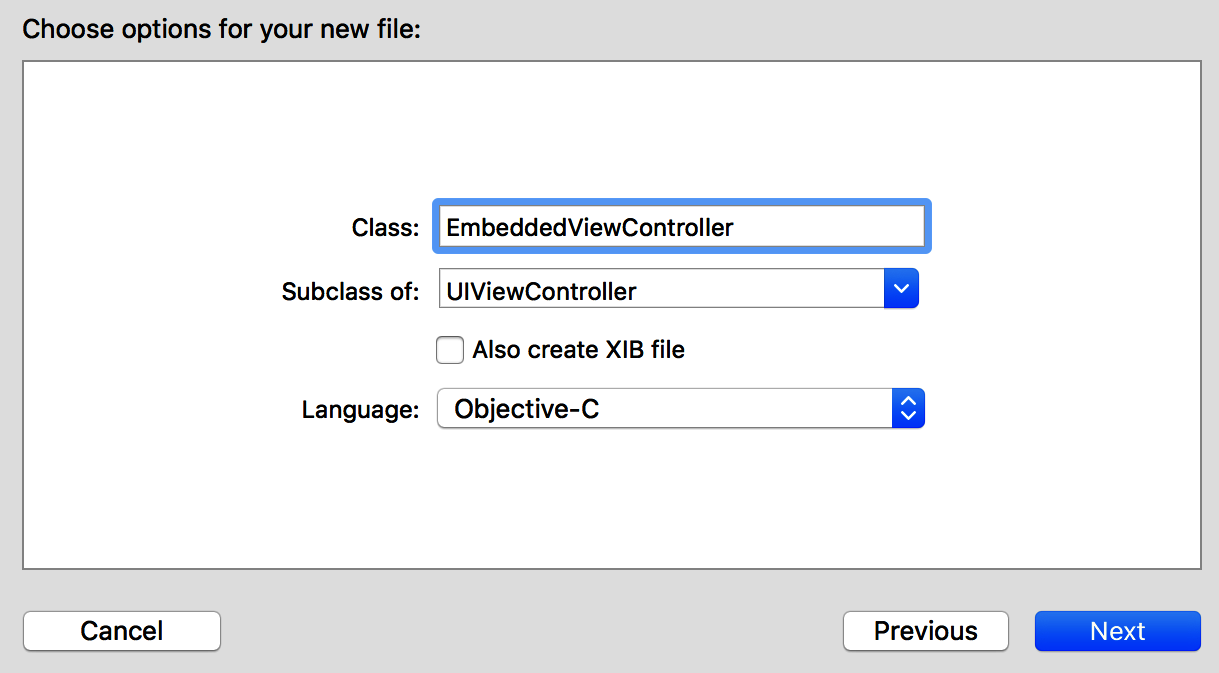 Choose options for your new file:
Class: EmbeddedViewController
Subclass of: UIViewController
Also create XIB file
Language: Objective-C
Cancel Previous Next